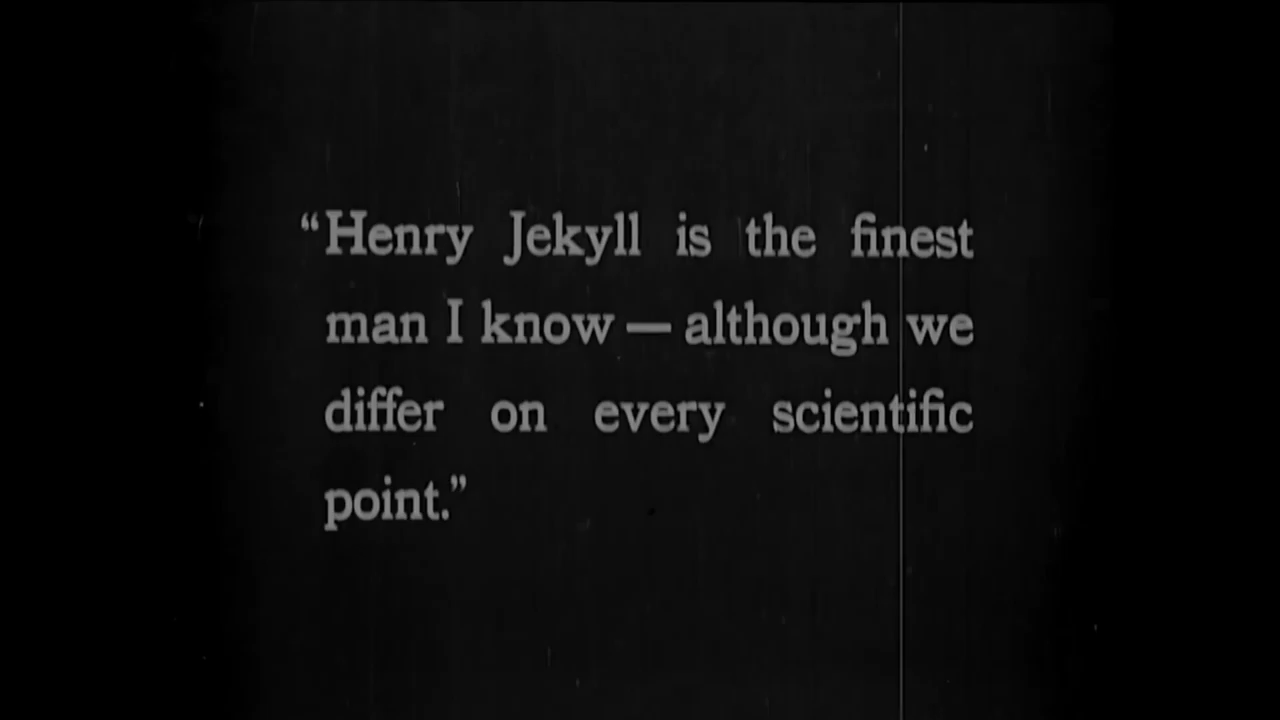 “Henry Jekyll is the finest
man I know — although we
differ on every scientific
point.”